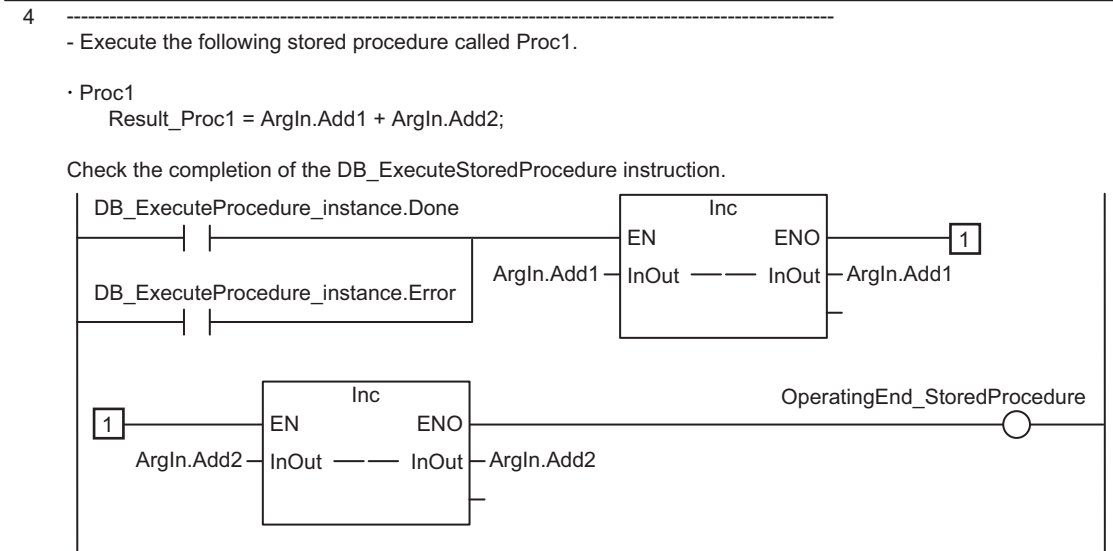 4 ----------------------------------------------------------------------------------------------------------
- Execute the following stored procedure called Proc1.
· Proc1
Result_Proc1 = ArgIn.Add1 + ArgIn.Add2;
Check the completion of the DB_ExecuteStoredProcedure instruction.
DB_ExecuteProcedure_instance.Done
Inc
EN ENO
1
ArgIn.Add1 InOut InOut ArgIn.Add1
DB_ExecuteProcedure_instance.Error
Inc
OperatingEnd_StoredProcedure
1
EN ENO
ArgIn.Add2 InOut InOut ArgIn.Add2